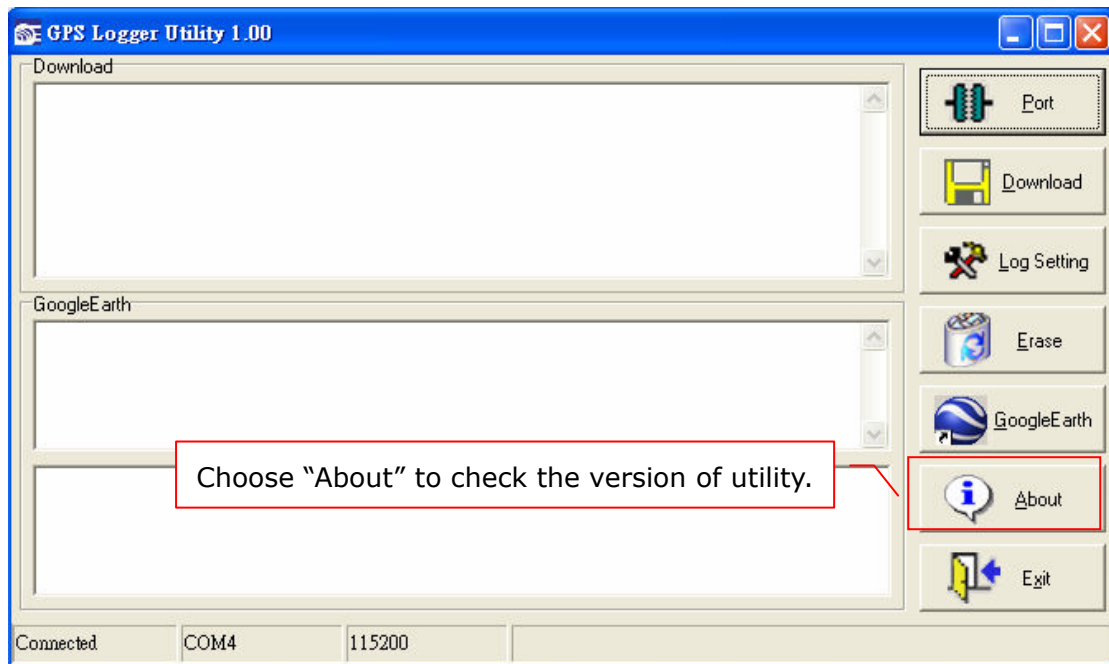 GPS Logger Utility 1.00
Download
Port
Download
Log Setting
GoogleEarth
Erase
GoogleEarth
Choose “About” to check the version of utility.
About
Exit
Connected COM4 115200